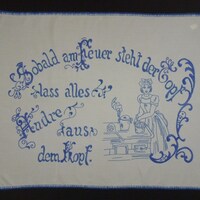 Sobald am Feuer steht der Topf
lass alles
Andre aus
dem Kopf.